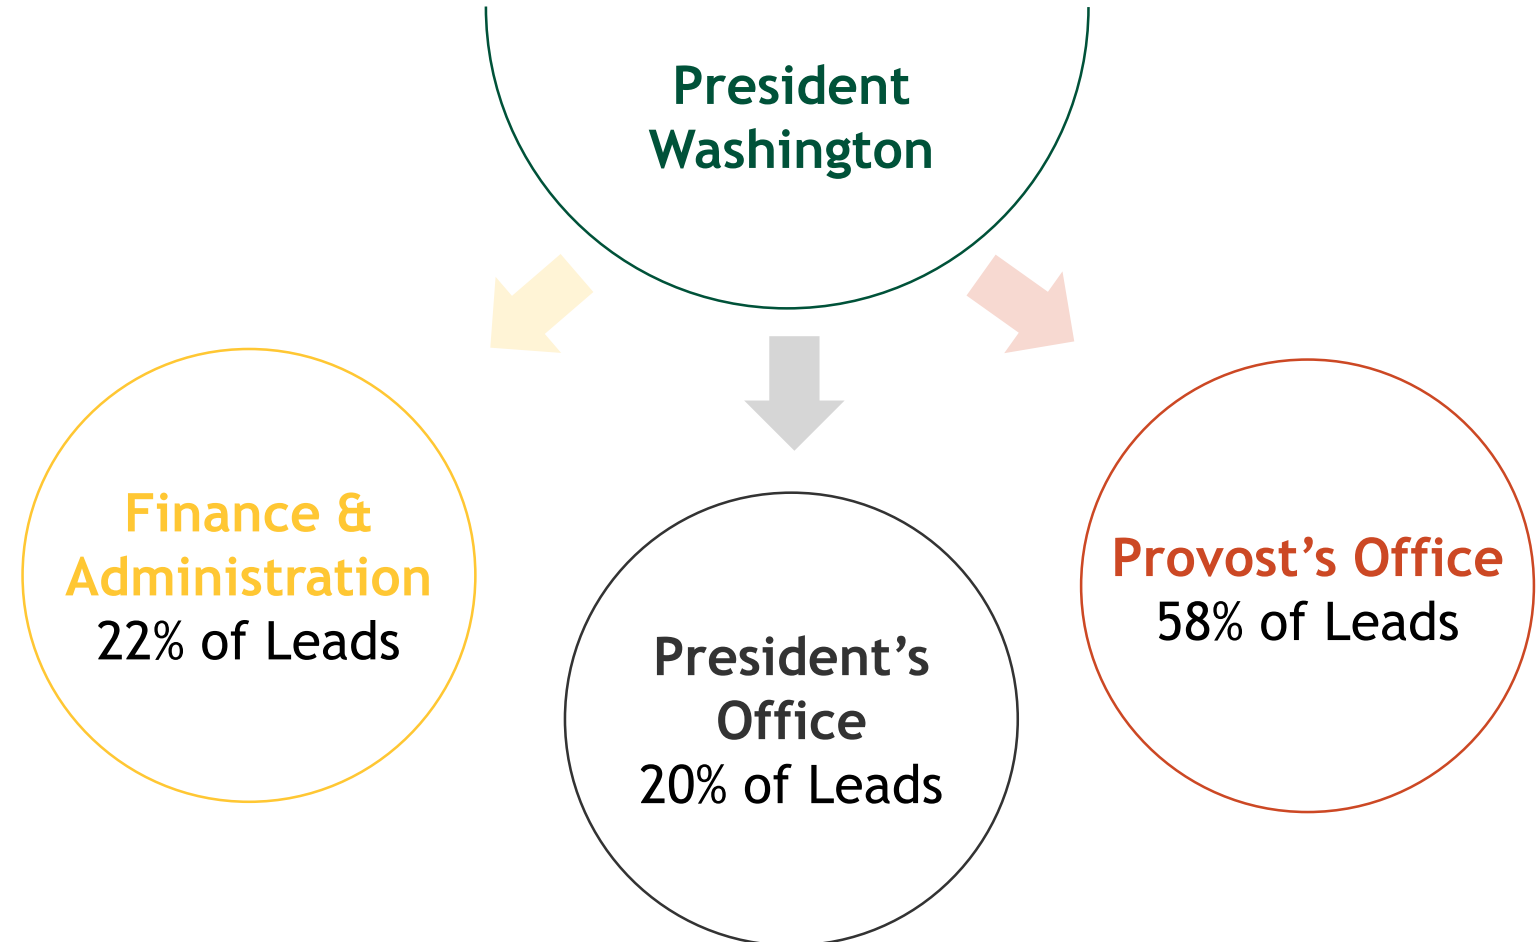 President
Washington
Finance &
Administration
22% of Leads
President’s
Office
20% of Leads
Provost’s Office
58% of Leads